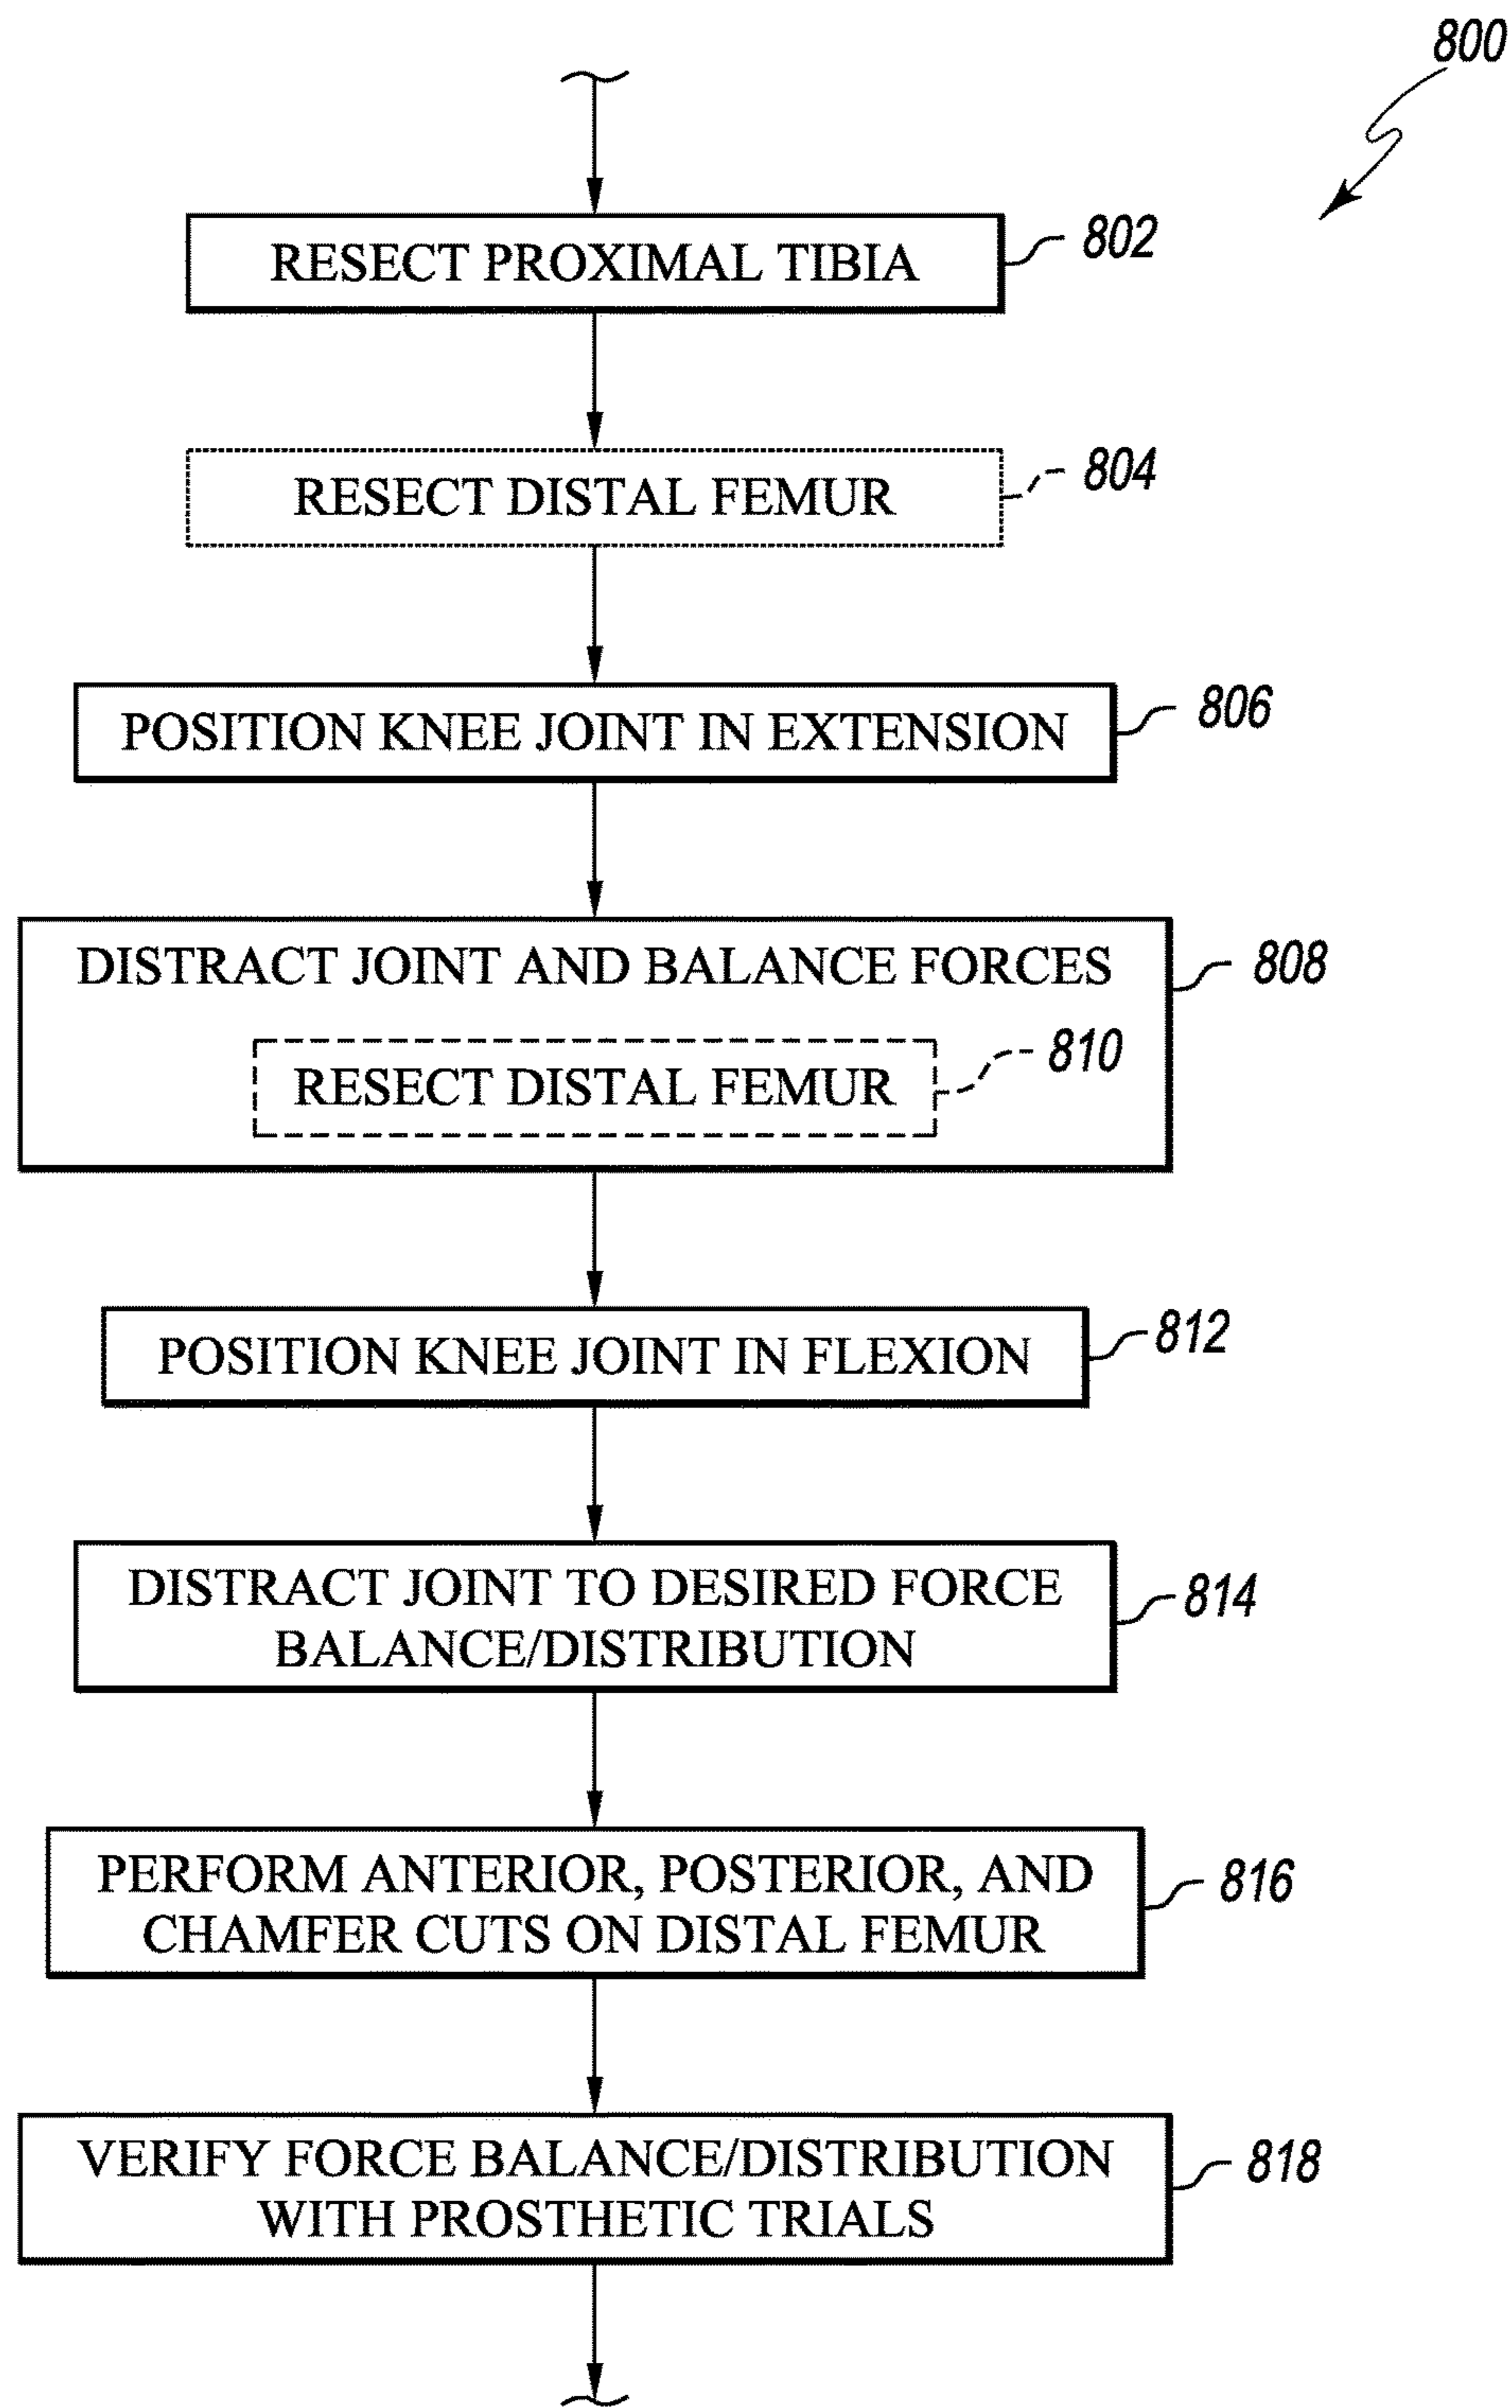 800
RESECT PROXIMAL TIBIA
802
RESECT DISTAL FEMUR
804
POSITION KNEE JOINT IN EXTENSION
806
DISTRACT JOINT AND BALANCE FORCES
808
RESECT DISTAL FEMUR
810
POSITION KNEE JOINT IN FLEXION
812
DISTRACT JOINT TO DESIRED FORCE
BALANCE/DISTRIBUTION
814
PERFORM ANTERIOR, POSTERIOR, AND
CHAMFER CUTS ON DISTAL FEMUR
816
VERIFY FORCE BALANCE/DISTRIBUTION
WITH PROSTHETIC TRIALS
818